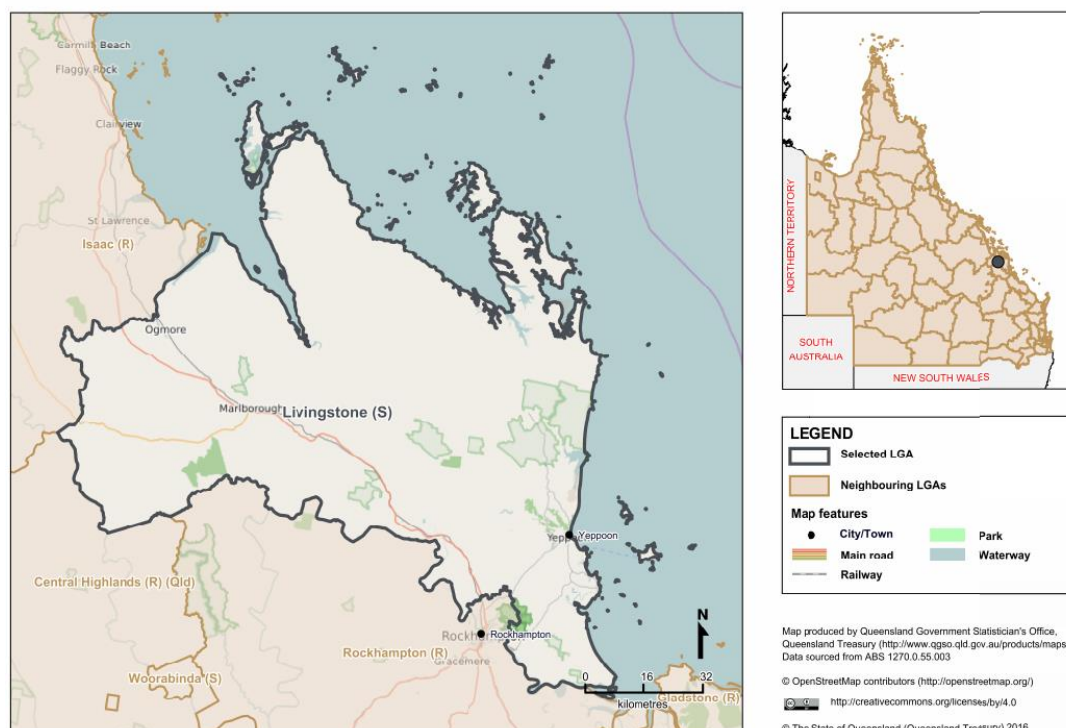 Carmila Beach
Flaggy Rock
Clairview
St Lawrence
Isaac (R)
Ogmore
Marlborough
Livingstone (S)
Yeppoon
Yeppoon
Central Highlands (R) (Qld)
Rockhampton
Rockhampton
Rockhampton (R)
Gracemere
Woorabinda (S)
Gladstone (R)
N
0 8 16 32
kilometres
NORTHERN TERRITORY
SOUTH
AUSTRALIA
NEW SOUTH WALES
LEGEND
Selected LGA
Neighbouring LGAs
Map features
City/Town
Park
Main road
Waterway
Railway
Map produced by Queensland Government Statistician's Office,
Queensland Treasury (http://www.qgso.qld.gov.au/products/maps
Data sourced from ABS 1270.0.55.003
© OpenStreetMap contributors (http://openstreetmap.org/)
http://creativecommons.org/licenses/by/4.0
© The State of Queensland (Queensland Treasury) 2016